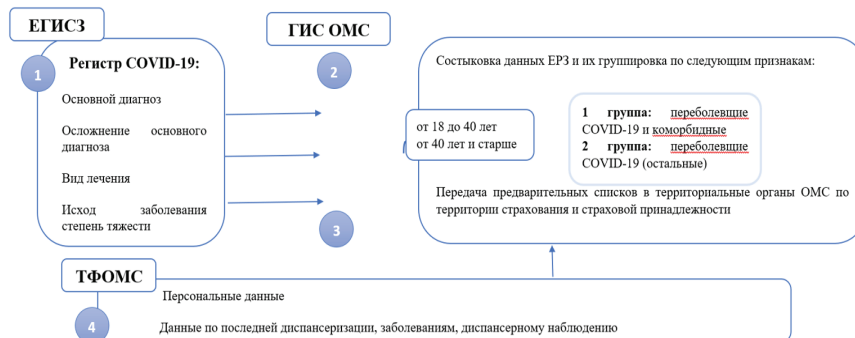 ЕГИСЗ
1
Регистр COVID-19:
Основной диагноз
Осложнение основного
диагноза
Вид лечения
Исход заболевания
степень тяжести
ГИС ОМС
2
3
Состыковка данных ЕРЗ и их группировка по следующим признакам:
от 18 до 40 лет
от 40 лет и старше
1 группа: переболевщие
COVID-19 и коморбидные
2 группа: переболевщие
COVID-19 (остальные)
Передача предварительных списков в территориальные органы ОМС по
территории страхования и страховой принадлежности
ТФОМС
4
Персональные данные
Данные по последней диспансеризации, заболеваниям, диспансерному наблюдению